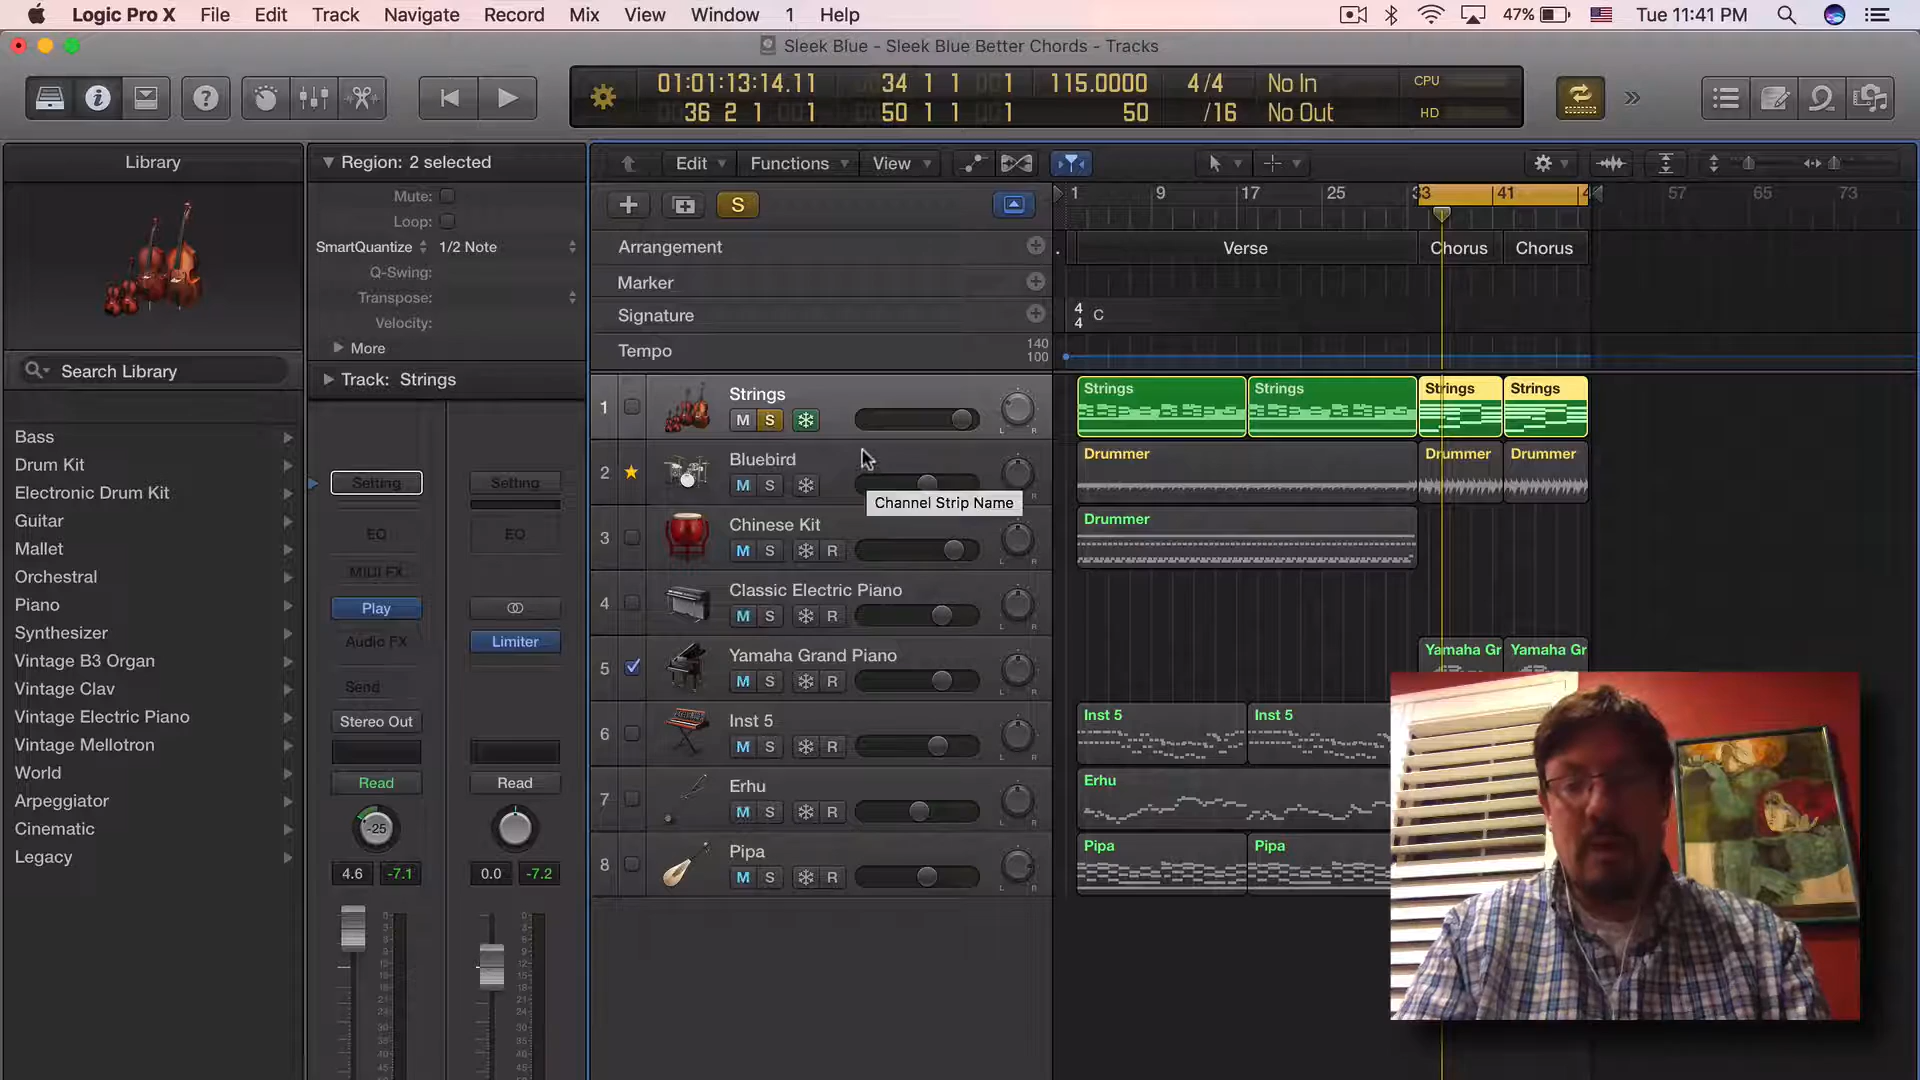 Logic Pro X File Edit Track Navigate Record Mix View Window 1 Help 47% Tue 11:41 PM
Sleek Blue - Sleek Blue Better Chords - Tracks
01:01:13:14.11 34 1 1 001 115.0000 4/4 No In CPU
36 2 1 001 50 1 1 001 50 /16 No Out HD
Library
Search Library
Bass
Drum Kit
Electronic Drum Kit
Guitar
Mallet
Orchestral
Piano
Synthesizer
Vintage B3 Organ
Vintage Clav
Vintage Electric Piano
Vintage Mellotron
World
Arpeggiator
Cinematic
Legacy
Region: 2 selected
Mute:
Loop:
SmartQuantize 1/2 Note
Q-Swing:
Transpose:
Velocity:
More
Track: Strings
Setting Setting
EQ EQ
MIDI FX
Play
Audio FX Limiter
Send
Stereo Out
Read Read
-25
4.6 -7.1 0.0 -7.2
Edit Functions View
S
1 9 17 25 33 41 4 57 65 73
Arrangement Verse Chorus Chorus
Marker
Signature 4 4 C
Tempo 140 100
1 Strings M S L R Strings Strings Strings Strings
2 Bluebird M S Drummer Drummer Drummer
Channel Strip Name
3 Chinese Kit M S R L R Drummer
4 Classic Electric Piano M S R L R
5 Yamaha Grand Piano M S R L R Yamaha Gr Yamaha Gr
6 Inst 5 M S R L R Inst 5 Inst 5
7 Erhu M S R L R Erhu
8 Pipa M S R L R Pipa Pipa